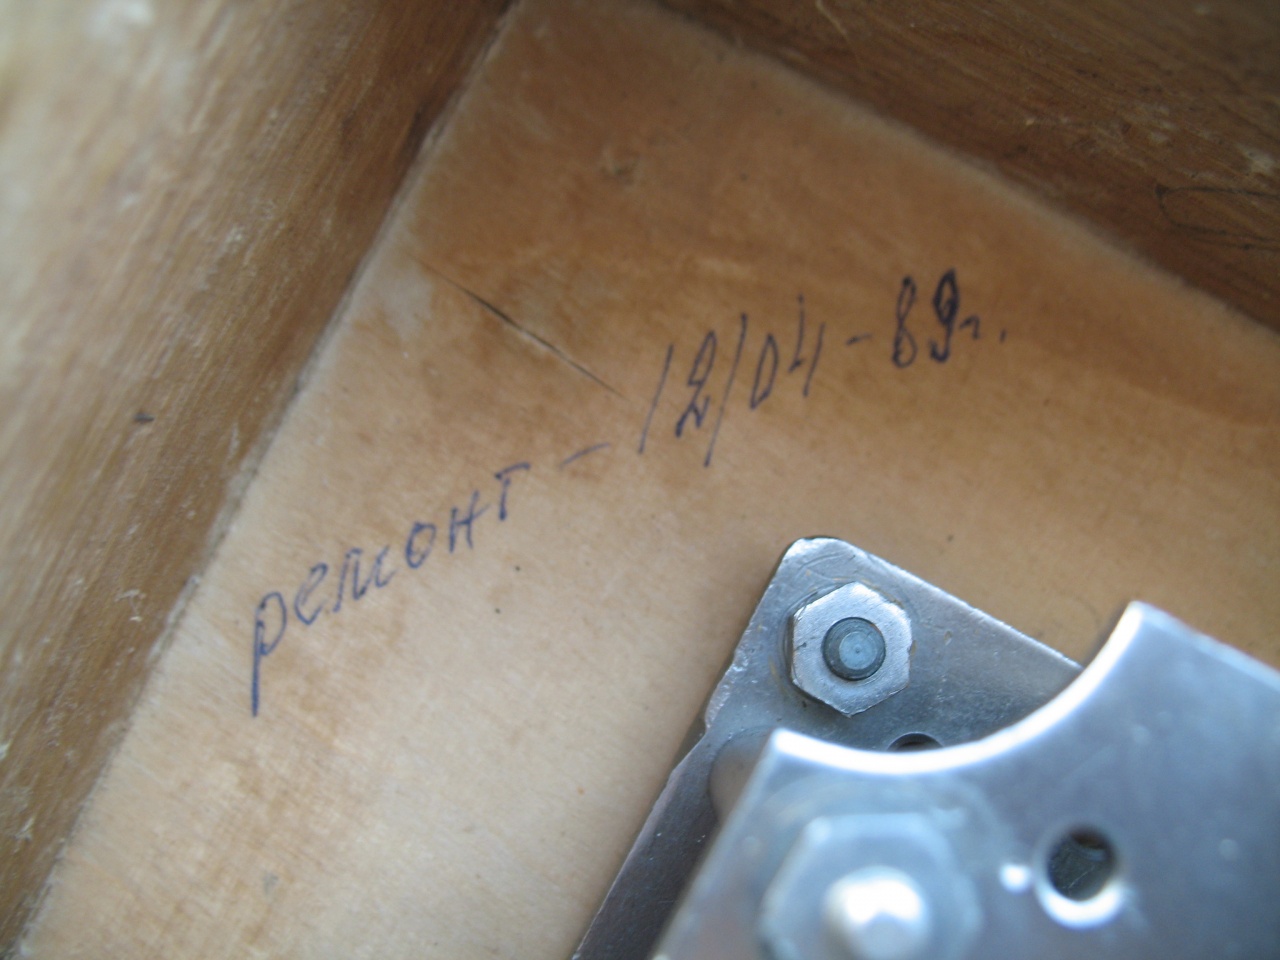 ремонт – 12/04 – 89г.